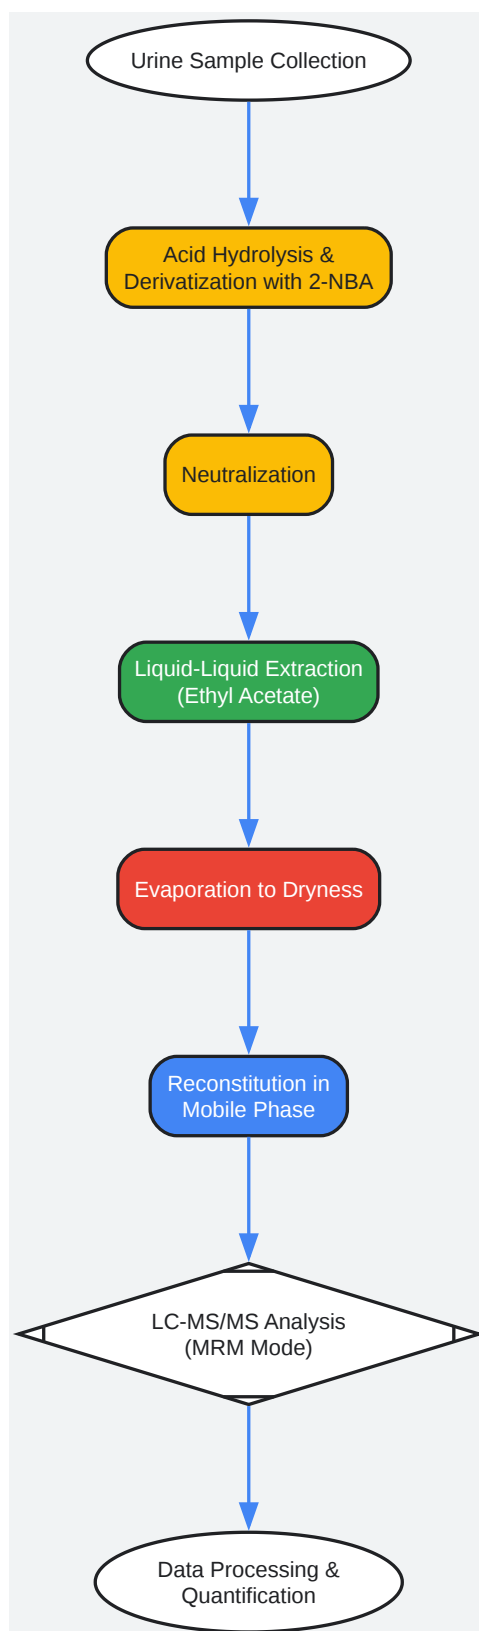 Urine Sample Collection
Acid Hydrolysis &
Derivatization with 2-NBA
Neutralization
Liquid-Liquid Extraction
(Ethyl Acetate)
Evaporation to Dryness
Reconstitution in
Mobile Phase
LC-MS/MS Analysis
(MRM Mode)
Data Processing &
Quantification